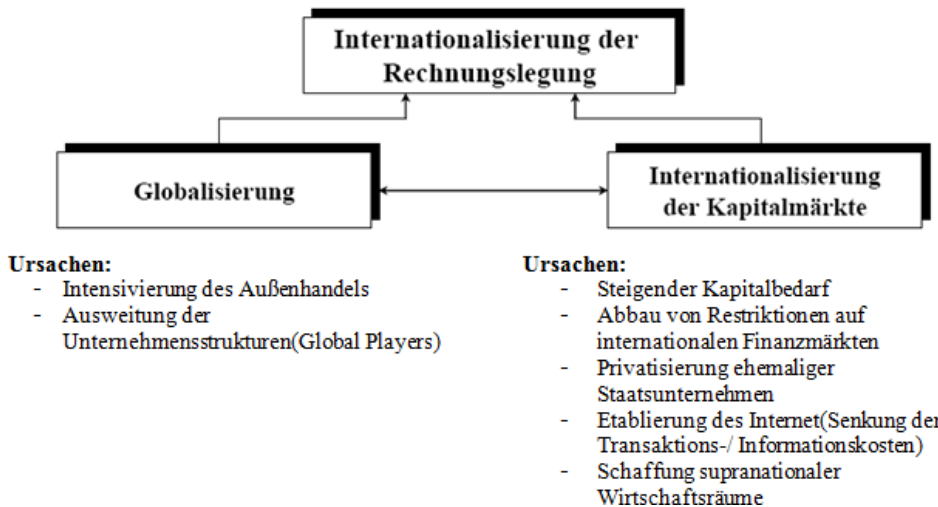 Internationalisierung der
Rechnungslegung
Globalisierung
Internationalisierung
der Kapitalmärkte
Ursachen:
- Intensivierung des Außenhandels
- Ausweitung der
Unternehmensstrukturen(Global Players)
Ursachen:
- Steigender Kapitalbedarf
- Abbau von Restriktionen auf
internationalen Finanzmärkten
- Privatisierung ehemaliger
Staatsunternehmen
- Etablierung des Internet(Senkung der
Transaktions-/ Informationskosten)
- Schaffung supranationaler
Wirtschaftsräume